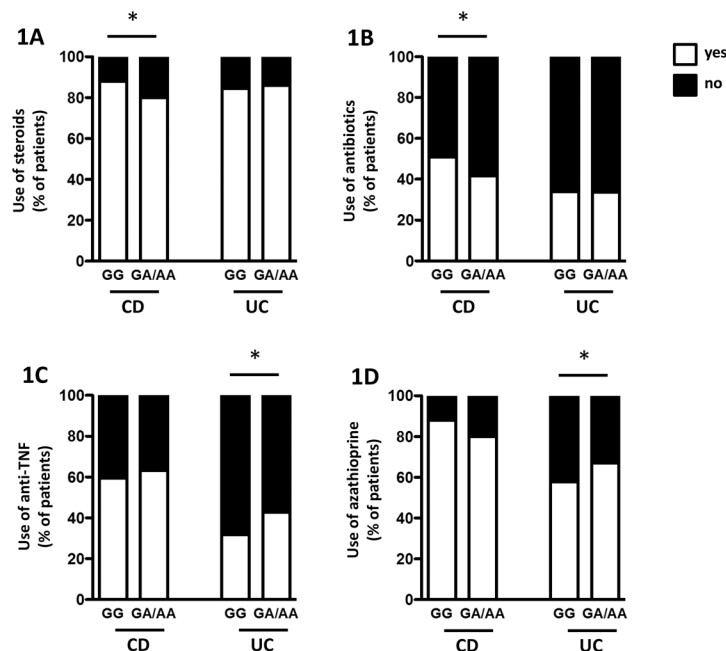 1A
*
Use of steroids
(% of patients)
100
80
60
40
20
0
GG GA/AA GG GA/AA
CD UC
1B
*
Use of antibiotics
(% of patients)
100
80
60
40
20
0
GG GA/AA GG GA/AA
CD UC
yes
no
1C
*
Use of anti-TNF
(% of patients)
100
80
60
40
20
0
GG GA/AA GG GA/AA
CD UC
1D
*
Use of azathioprine
(% of patients)
100
80
60
40
20
0
GG GA/AA GG GA/AA
CD UC